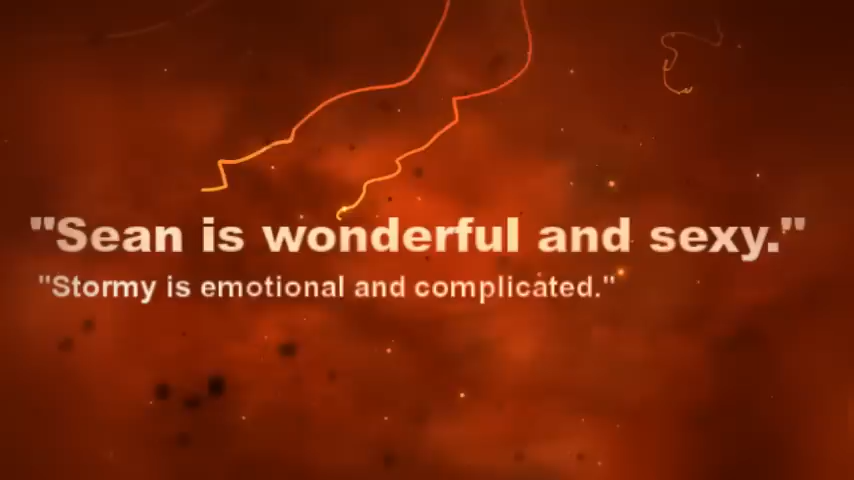 "Sean is wonderful and sexy."
"Stormy is emotional and complicated."